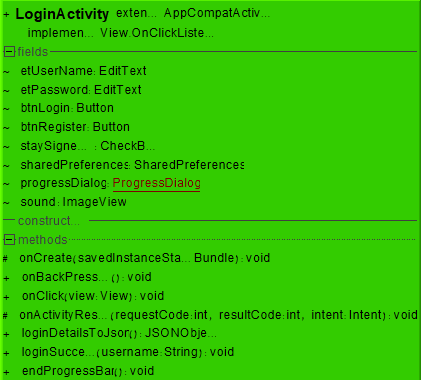 + LoginActivity exten... AppCompatActiv...
implemen... View.OnClickListe...
fields
~ etUserName: EditText
~ etPassword: EditText
~ btnLogin: Button
~ btnRegister: Button
~ staySigne... : CheckB...
~ sharedPreferences: SharedPreferences
~ progressDialog: ProgressDialog
~ sound: ImageView
construct...
methods
# onCreate(savedInstanceSta... Bundle): void
+ onBackPress... (): void
+ onClick(view: View): void
# onActivityRes... (requestCode: int, resultCode: int, intent: Intent): void
+ loginDetailsToJson(): JSONObje...
+ loginSucce... (username: String): void
+ endProgressBar(): void